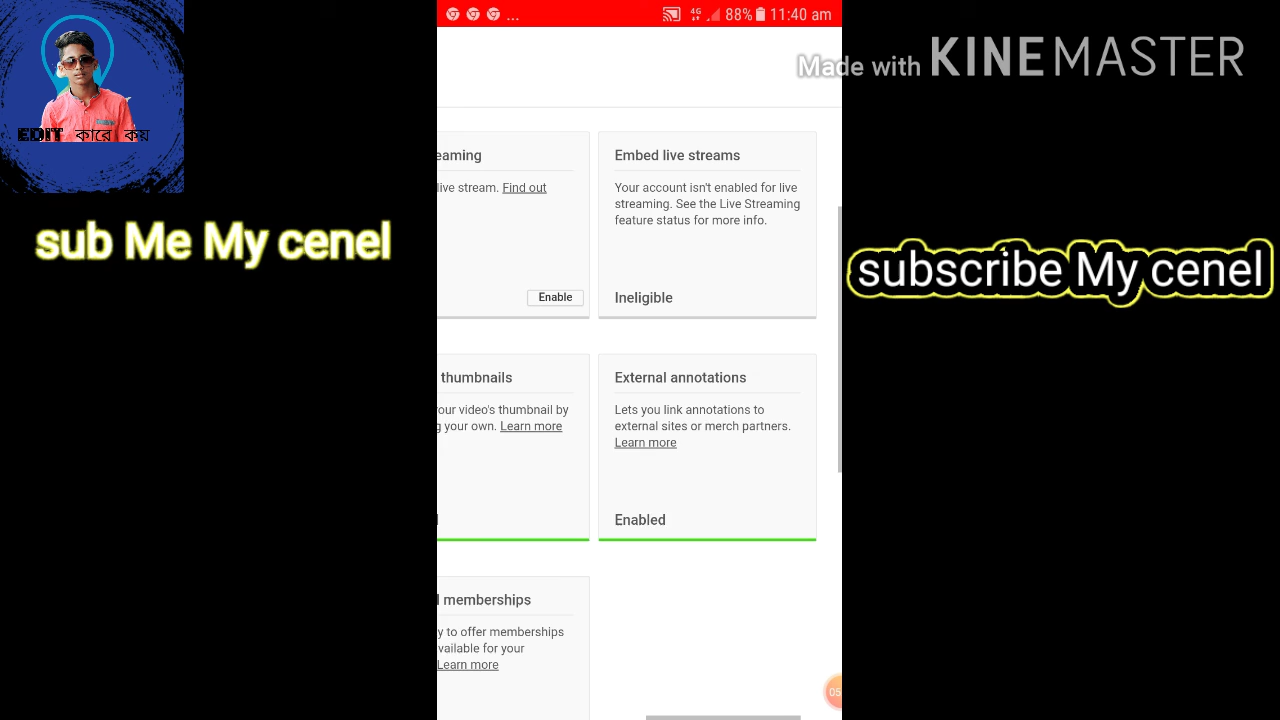 ... 88% 11:40 am
4G
Made with KINEMASTER
EDIT কারে কয়
sub Me My cenel
subscribe My cenel
eaming
live stream. Find out
Enable
Embed live streams
Your account isn't enabled for live
streaming. See the Live Streaming
feature status for more info.
Ineligible
thumbnails
our video's thumbnail by
g your own. Learn more
External annotations
Lets you link annotations to
external sites or merch partners.
Learn more
Enabled
memberships
y to offer memberships
vailable for your
Learn more
05